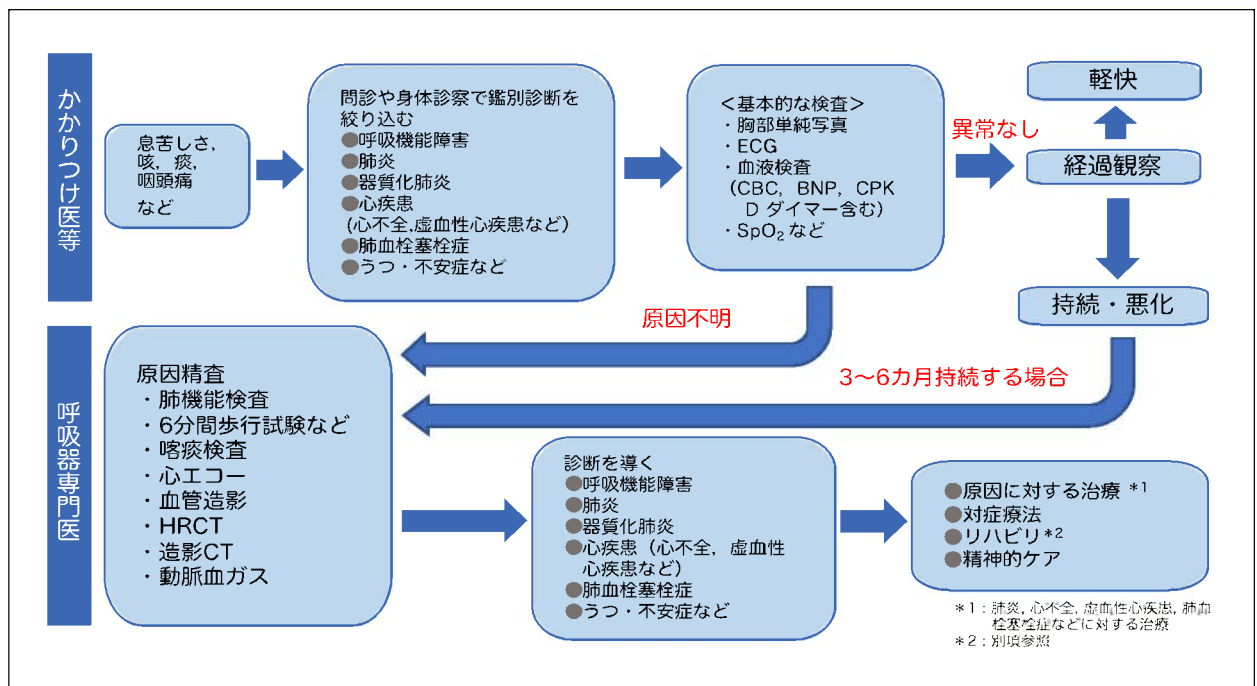 かかりつけ医等
息苦しさ，
咳，痰，
咽頭痛
など
問診や身体診察で鑑別診断を
絞り込む
●呼吸機能障害
●肺炎
●器質化肺炎
●心疾患
(心不全,虚血性心疾患など)
●肺血栓塞栓症
●うつ・不安症など
＜基本的な検査＞
・胸部単純写真
・ECG
・血液検査
（CBC，BNP，CPK
D ダイマー含む）
・SpO₂など
異常なし
軽快
経過観察
持続・悪化
原因不明
3〜6カ月持続する場合
呼吸器専門医
原因精査
・肺機能検査
・6分間歩行試験など
・喀痰検査
・心エコー
・血管造影
・HRCT
・造影CT
・動脈血ガス
診断を導く
●呼吸機能障害
●肺炎
●器質化肺炎
●心疾患（心不全，虚血性
心疾患など）
●肺血栓塞栓症
●うつ・不安症など
●原因に対する治療 *1
●対症療法
●リハビリ*2
●精神的ケア
＊1：肺炎，心不全，虚血性心疾患，肺血
栓塞栓症などに対する治療
＊2：別項参照